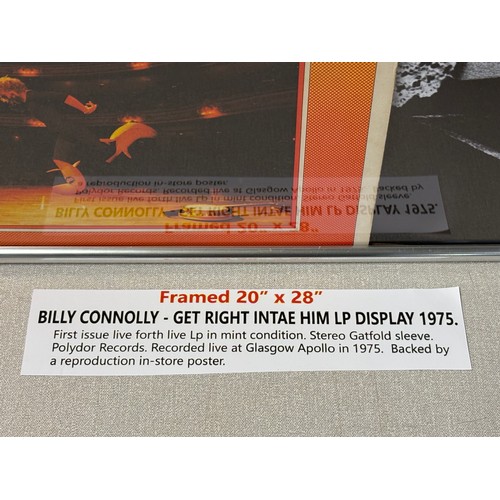 Framed 20” x 28”
BILLY CONNOLLY - GET RIGHT INTAE HIM LP DISPLAY 1975.
First issue live forth live Lp in mint condition. Stereo Gatfold sleeve.
Polydor Records. Recorded live at Glasgow Apollo in 1975. Backed by
a reproduction in-store poster.